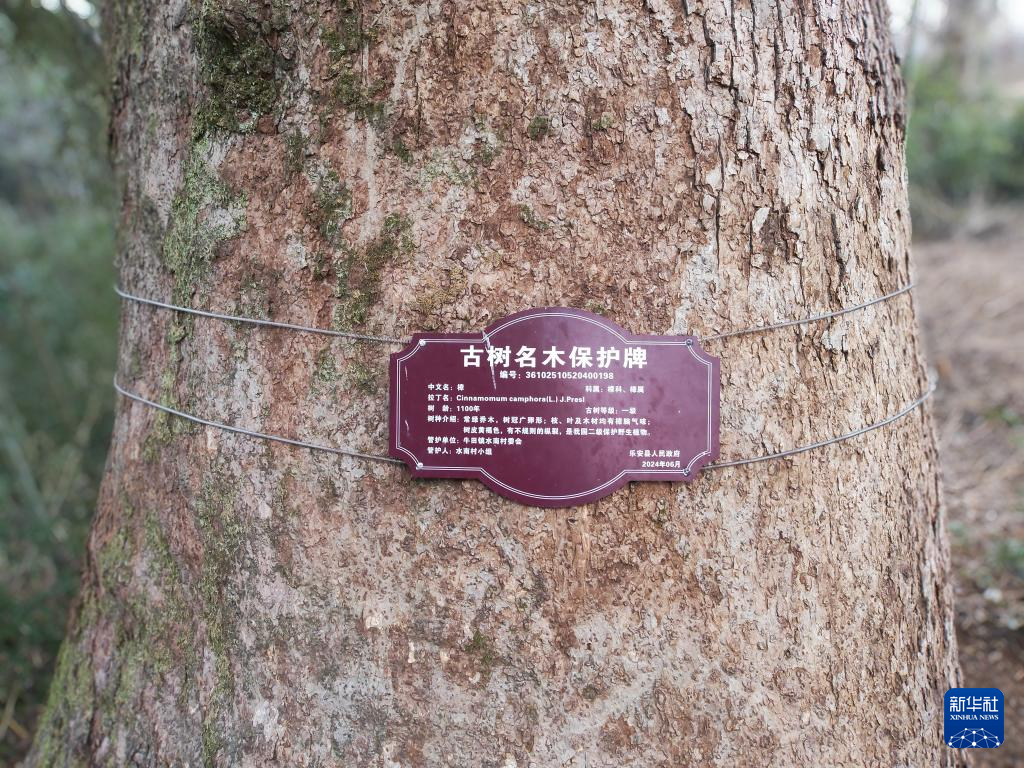 古树名木保护牌
编号：36102510520400198
中文名：樟 科属：樟科、樟属
拉丁名：Cinnamomum camphora(L.) J.Presl
树 龄：1100年 古树等级：一级
树种介绍：常绿乔木，树冠广卵形；枝、叶及木材均有樟脑气味；
树皮黄褐色，有不规则的纵裂，是我国二级保护野生植物。
管护单位：牛田镇水南村委会
管护人：水南村小组
乐安县人民政府
2024年06月
新华社
XINHUA NEWS